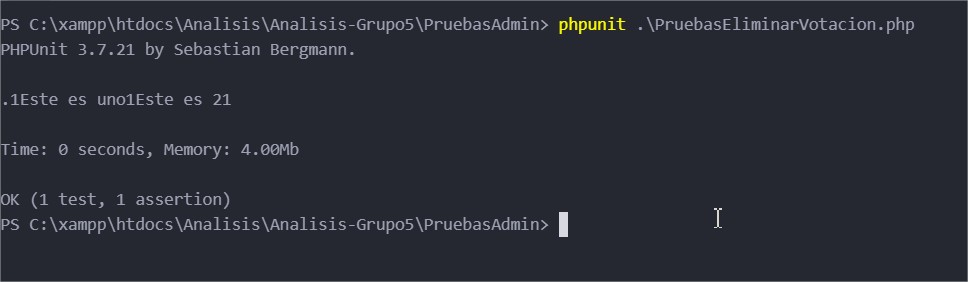 PS C:\xampp\htdocs\Analisis\Analisis-Grupo5\PruebasAdmin> phpunit .\PruebasEliminarVotacion.php
PHPUnit 3.7.21 by Sebastian Bergmann.
.1Este es uno1Este es 21
Time: 0 seconds, Memory: 4.00Mb
OK (1 test, 1 assertion)
PS C:\xampp\htdocs\Analisis\Analisis-Grupo5\PruebasAdmin>